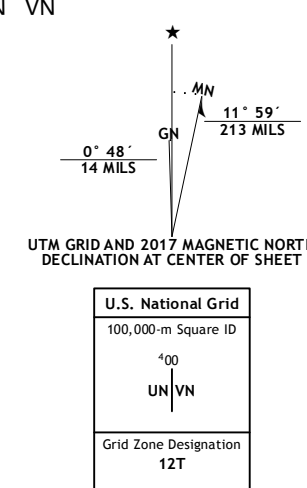 VN
★
MN
11° 59´
213 MILS
GN
0° 48´
14 MILS
UTM GRID AND 2017 MAGNETIC NORTH
DECLINATION AT CENTER OF SHEET
U.S. National Grid
100,000-m Square ID
⁴00
UN VN
Grid Zone Designation
12T